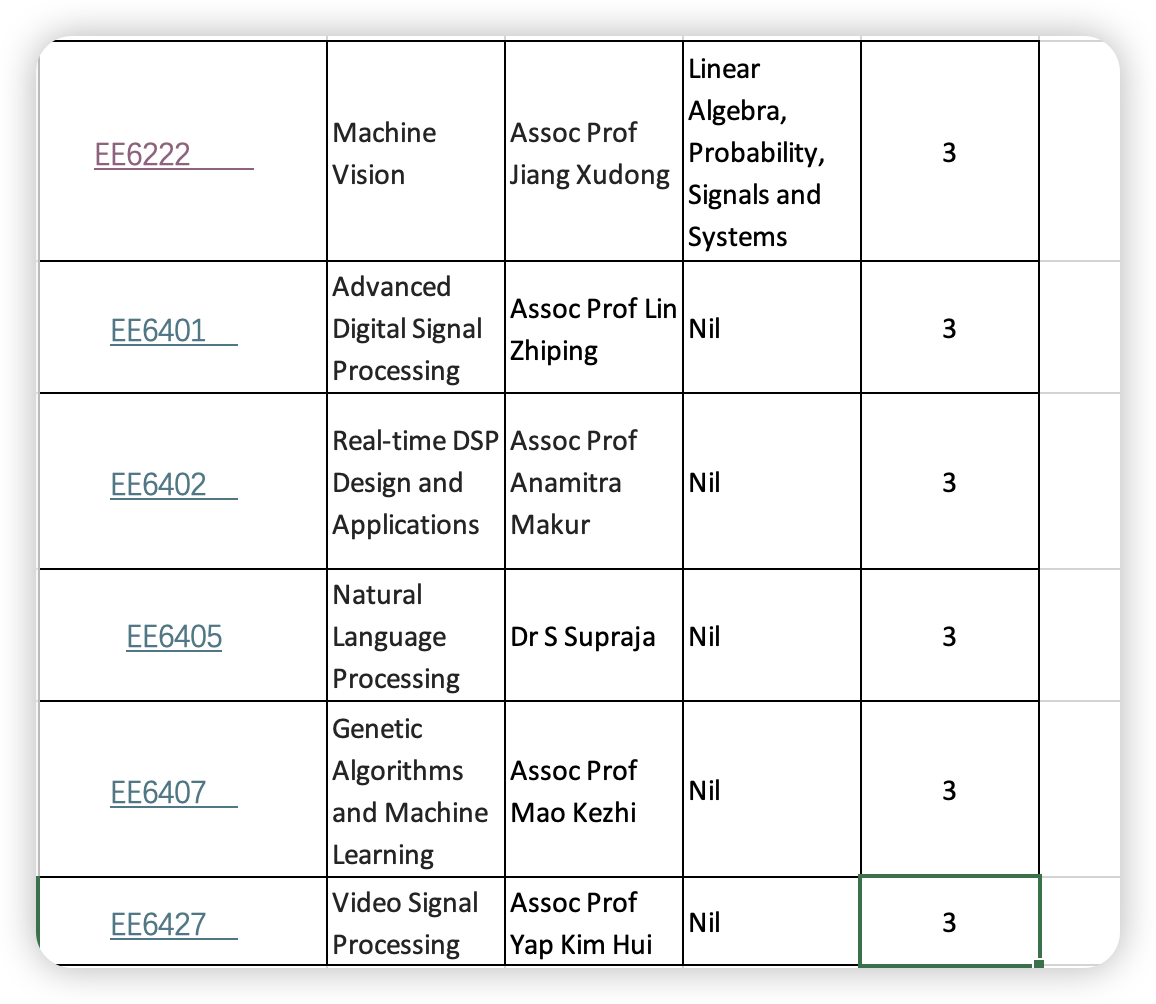 EE6222
Machine
Vision
Assoc Prof
Jiang Xudong
Linear
Algebra,
Probability,
Signals and
Systems
3
EE6401
Advanced
Digital Signal
Processing
Assoc Prof Lin
Zhiping
Nil
3
EE6402
Real-time DSP
Design and
Applications
Assoc Prof
Anamitra
Makur
Nil
3
EE6405
Natural
Language
Processing
Dr S Supraja
Nil
3
EE6407
Genetic
Algorithms
and Machine
Learning
Assoc Prof
Mao Kezhi
Nil
3
EE6427
Video Signal
Processing
Assoc Prof
Yap Kim Hui
Nil
3